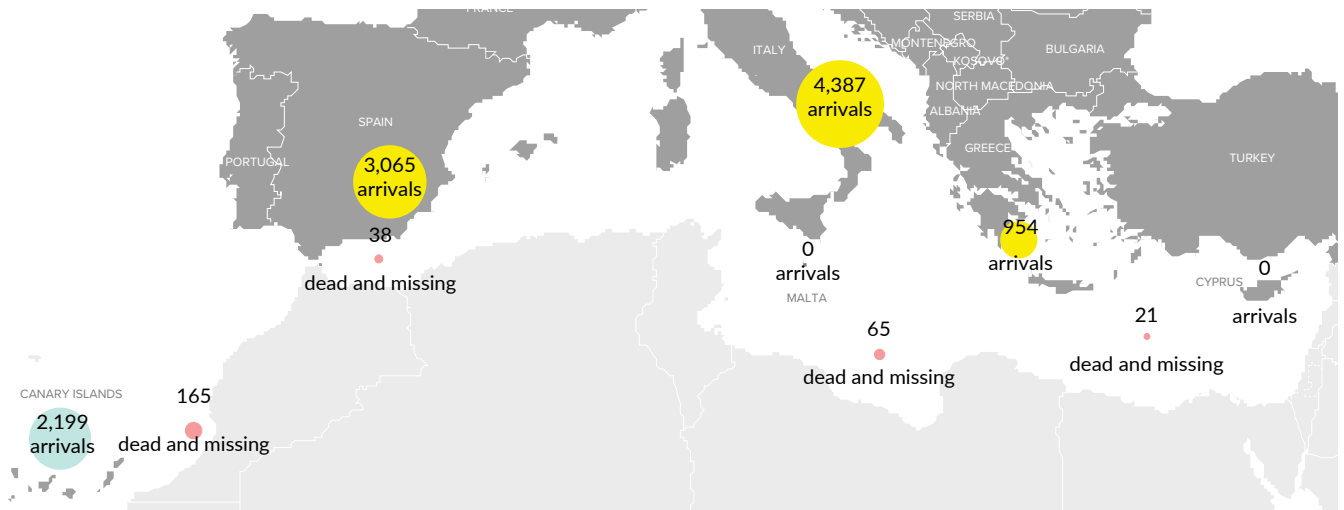 FRANCE
SERBIA
ITALY
MONTENEGRO
BULGARIA
KOSOVO*
4,387
arrivals
NORTH MACEDONIA
ALBANIA
SPAIN
GREECE
PORTUGAL
TURKEY
3,065
arrivals
38
dead and missing
954
arrivals
0
arrivals
MALTA
0
CYPRUS
arrivals
21
dead and missing
65
dead and missing
CANARY ISLANDS
165
2,199
arrivals
dead and missing